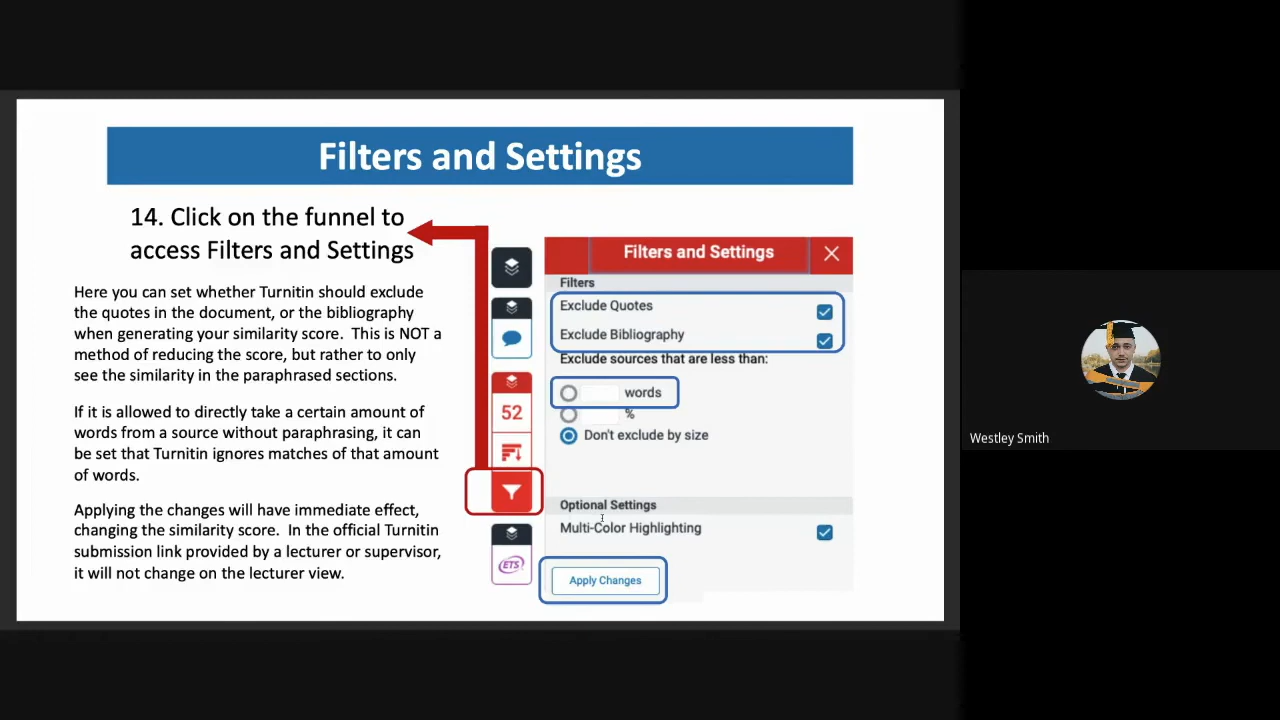 Filters and Settings
14. Click on the funnel to
access Filters and Settings
Here you can set whether Turnitin should exclude
the quotes in the document, or the bibliography
when generating your similarity score. This is NOT a
method of reducing the score, but rather to only
see the similarity in the paraphrased sections.
If it is allowed to directly take a certain amount of
words from a source without paraphrasing, it can
be set that Turnitin ignores matches of that amount
of words.
Applying the changes will have immediate effect,
changing the similarity score. In the official Turnitin
submission link provided by a lecturer or supervisor,
it will not change on the lecturer view.
52
ETS
Filters and Settings
Filters
Exclude Quotes
Exclude Bibliography
Exclude sources that are less than:
words
%
Don't exclude by size
Optional Settings
Multi-Color Highlighting
Apply Changes
Westley Smith